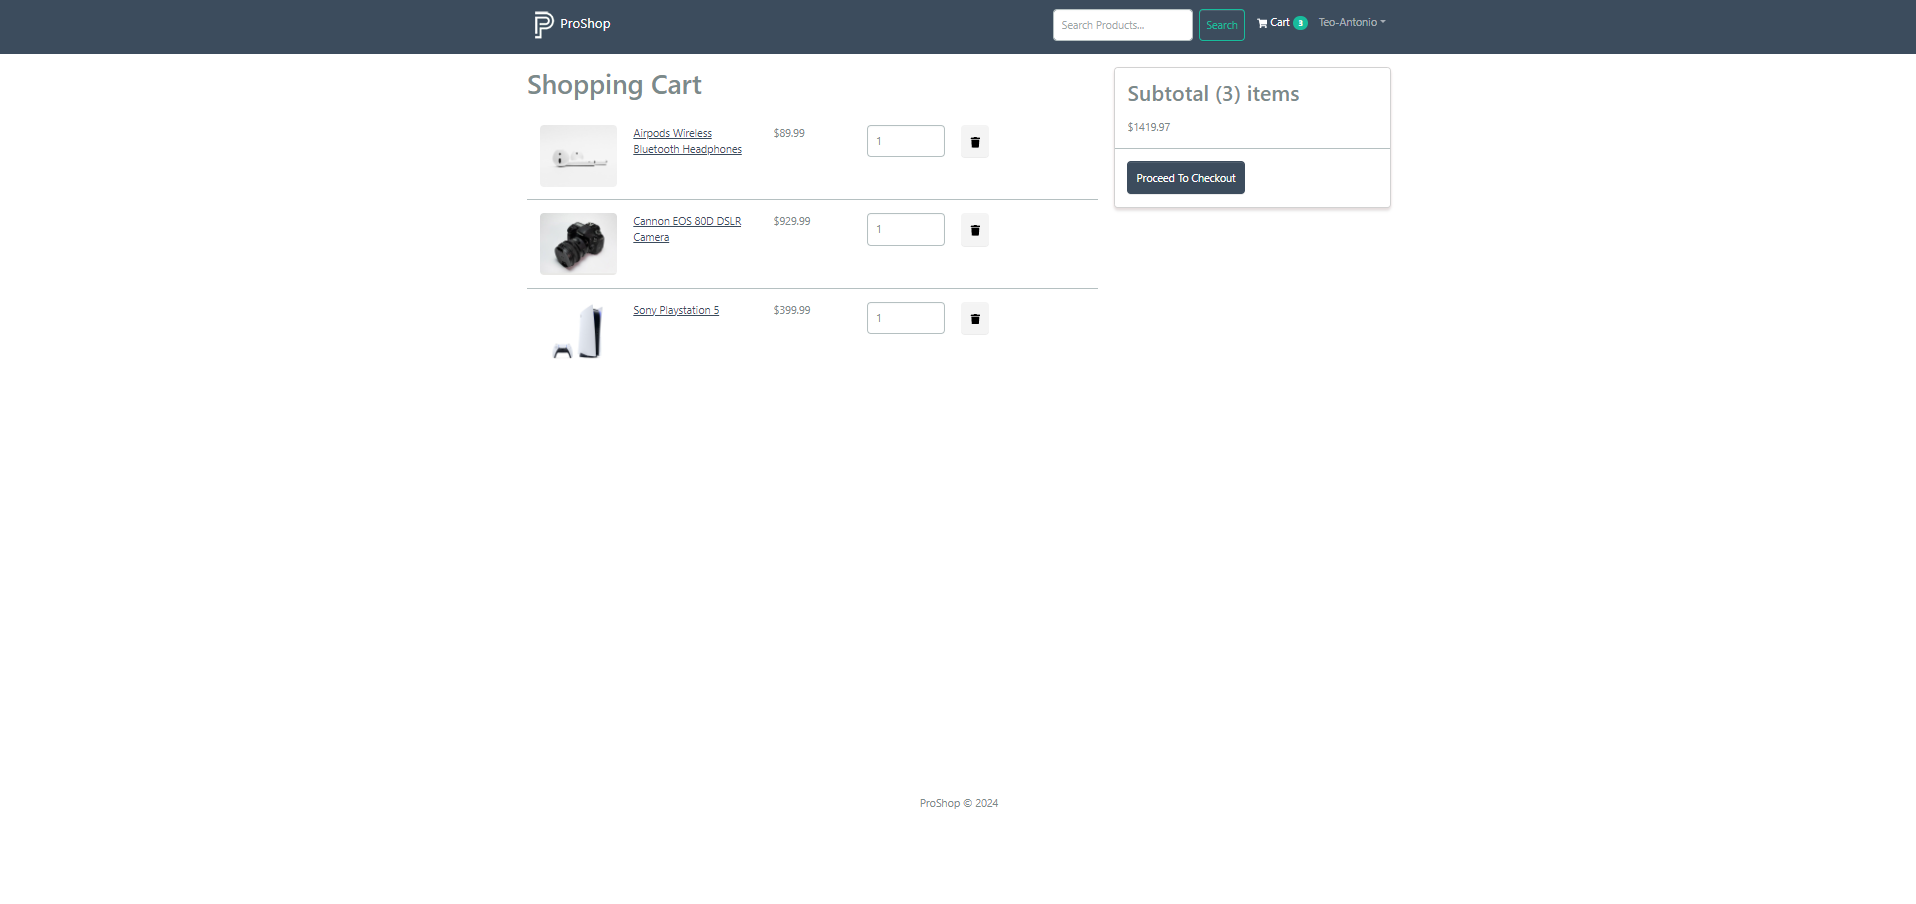 ProShop
Search Products...
Search
Cart 3
Teo-Antonio
Shopping Cart
Airpods Wireless
Bluetooth Headphones
$89.99
1
Cannon EOS 80D DSLR
Camera
$929.99
1
Sony Playstation 5
$399.99
1
Subtotal (3) items
$1419.97
Proceed To Checkout
ProShop © 2024